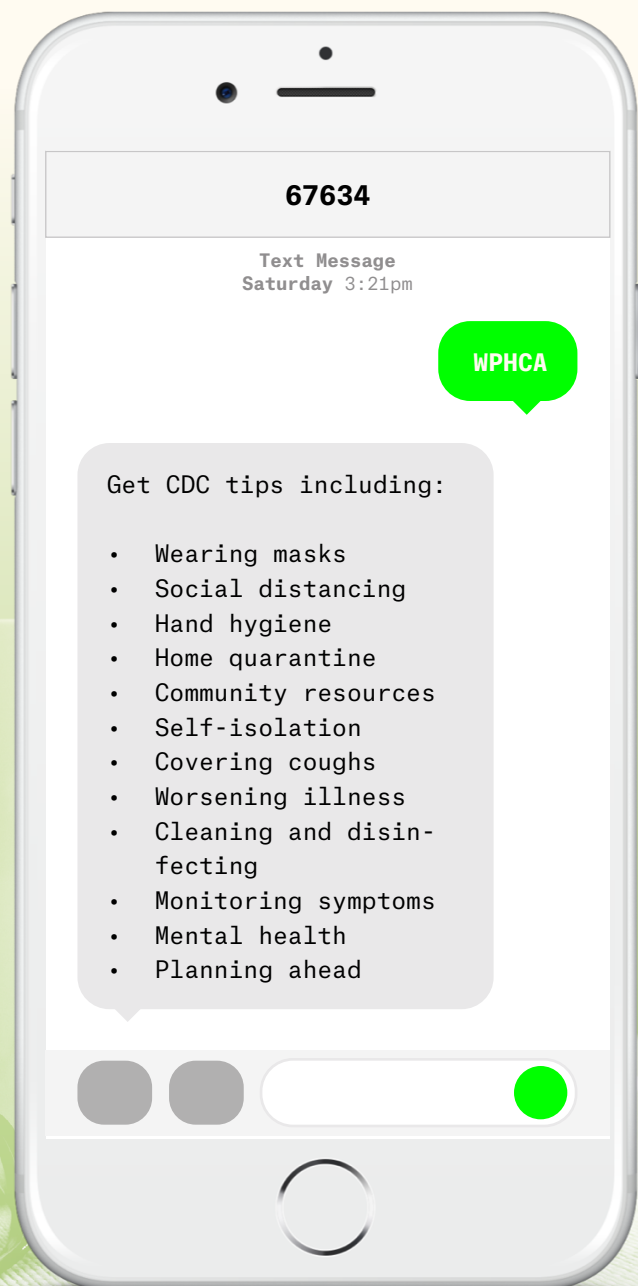 67634
Text Message
Saturday 3:21pm
WPHCA
Get CDC tips including:
• Wearing masks
• Social distancing
• Hand hygiene
• Home quarantine
• Community resources
• Self-isolation
• Covering coughs
• Worsening illness
• Cleaning and disin-
fecting
• Monitoring symptoms
• Mental health
• Planning ahead